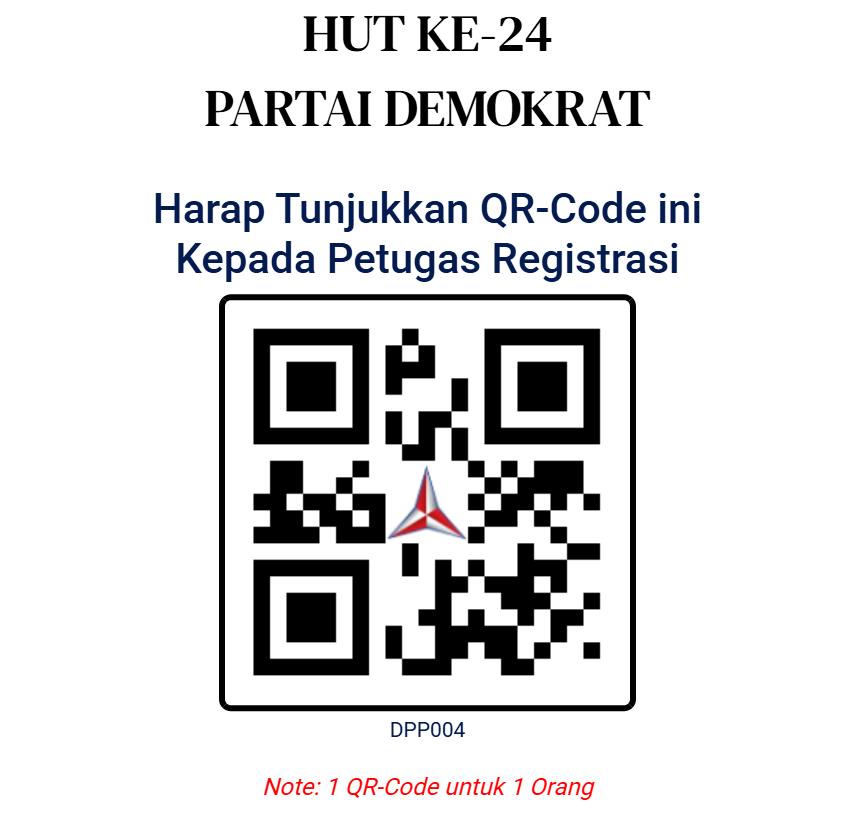 HUT KE-24
PARTAI DEMOKRAT
Harap Tunjukkan QR-Code ini
Kepada Petugas Registrasi
DPP004
Note: 1 QR-Code untuk 1 Orang